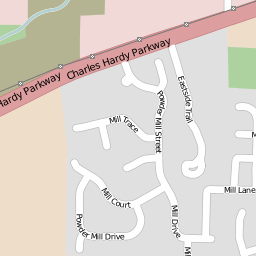 Charles Hardy Parkway
Hardy Parkway
Eastside Trail
Powder Mill Street
Mill Trace
Mill Lane
Mill Court
Mill Drive
Powder Mill Drive